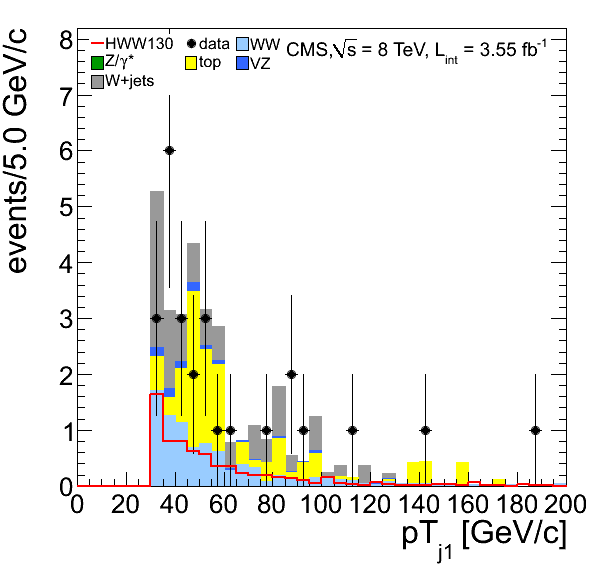 HWW130 data WW CMS,√s = 8 TeV, L_int = 3.55 fb⁻¹
Z/γ* top VZ
W+jets
events/5.0 GeV/c
8
7
6
5
4
3
2
1
0
0 20 40 60 80 100 120 140 160 180 200
pT_j1 [GeV/c]